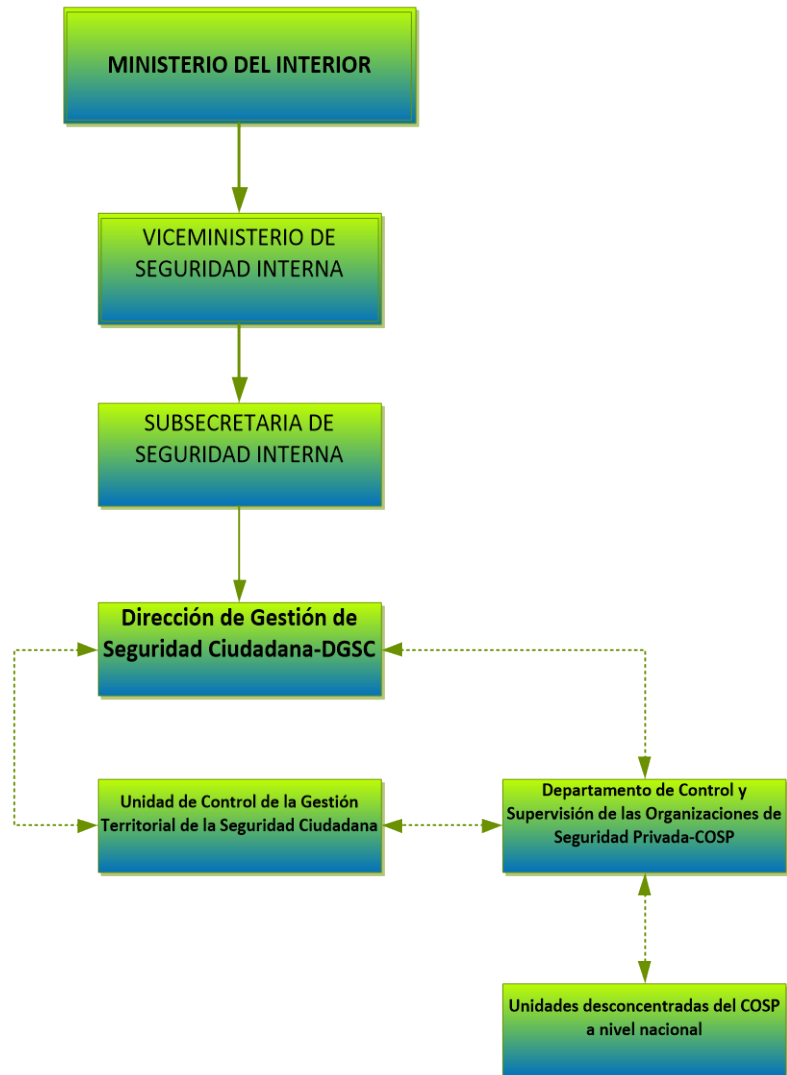 MINISTERIO DEL INTERIOR
VICEMINISTERIO DE
SEGURIDAD INTERNA
SUBSECRETARIA DE
SEGURIDAD INTERNA
Dirección de Gestión de
Seguridad Ciudadana-DGSC
Unidad de Control de la Gestión
Territorial de la Seguridad Ciudadana
Departamento de Control y
Supervisión de las Organizaciones de
Seguridad Privada-COSP
Unidades desconcentradas del COSP
a nivel nacional